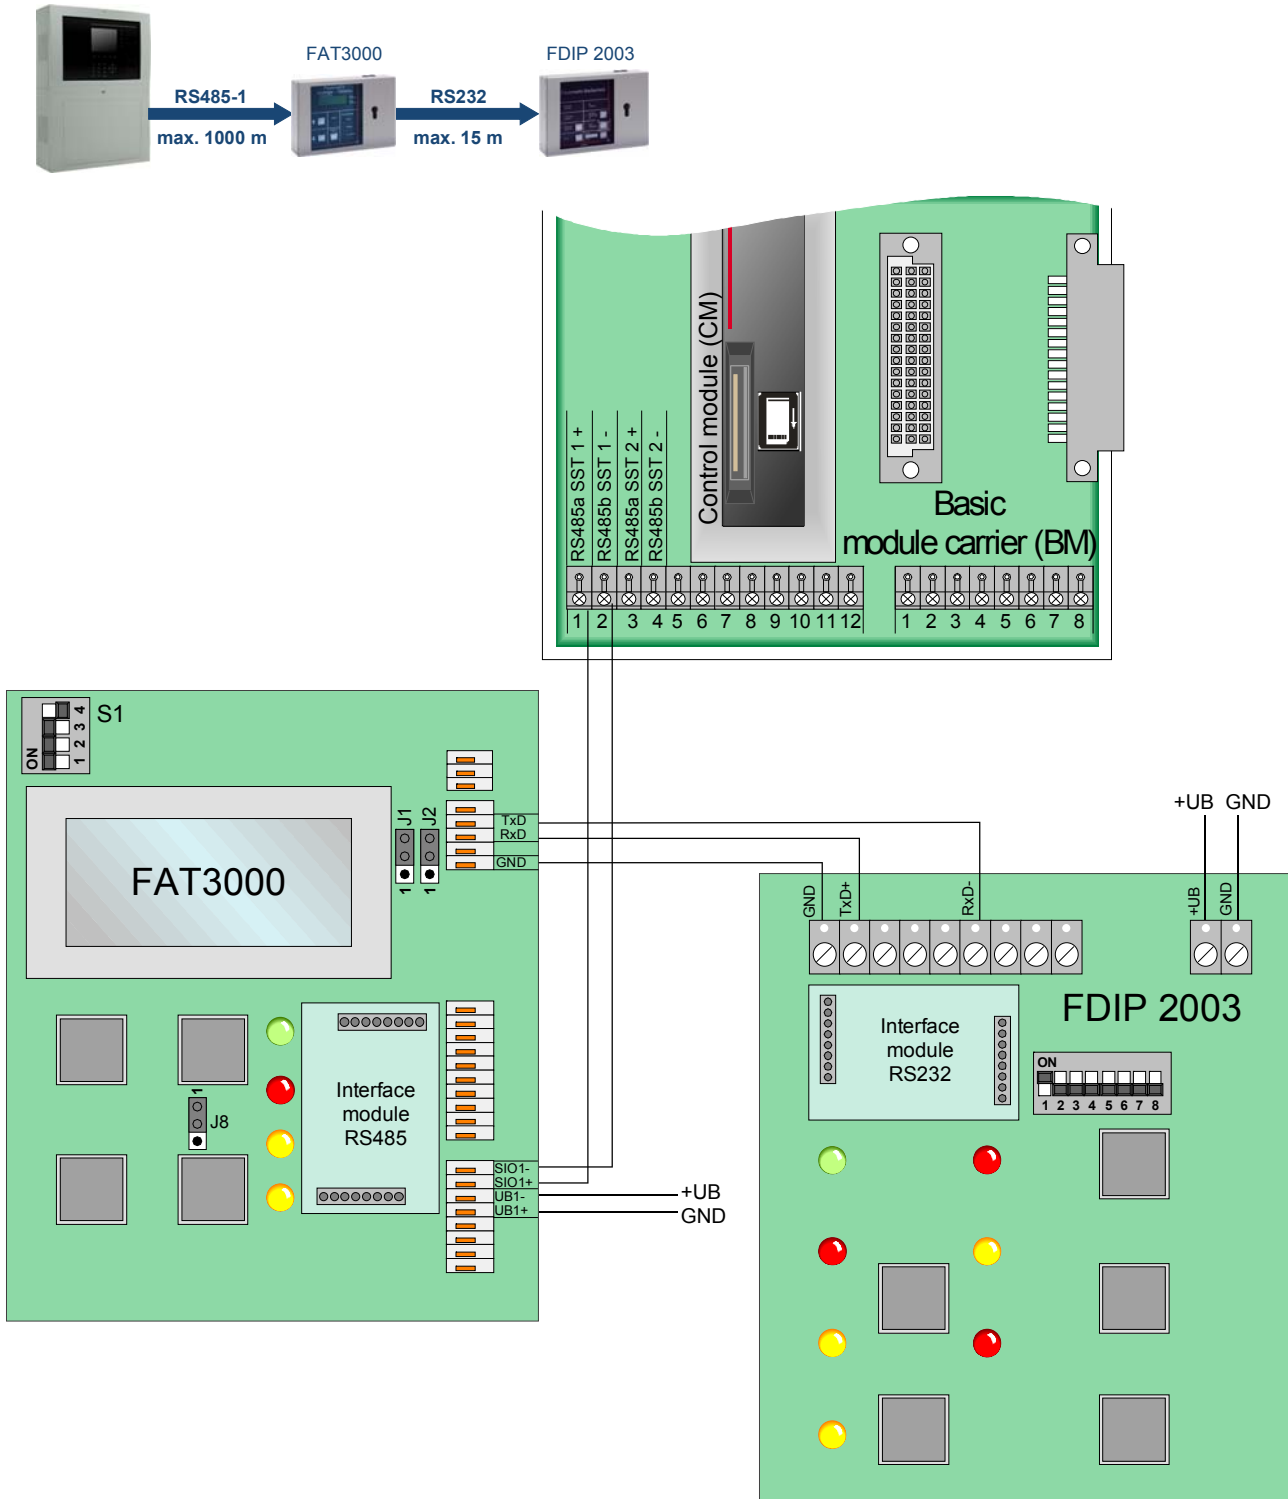 FAT3000
FDIP 2003
RS485-1
max. 1000 m
RS232
max. 15 m
RS485a SST 1 +
RS485b SST 1 -
RS485a SST 2 +
RS485b SST 2 -
Control module (CM)
Basic
module carrier (BM)
1 2 3 4 5 6 7 8 9 10 11 12
1 2 3 4 5 6 7 8
S1
ON
1 2 3 4
FAT3000
J1
1
J2
1
TxD
RxD
GND
+UB GND
GND
TxD+
RxD-
+UB
GND
FDIP 2003
Interface
module
RS232
ON
1 2 3 4 5 6 7 8
Interface
module
RS485
1
J8
SIO1-
SIO1+
UB1-
UB1+
+UB
GND